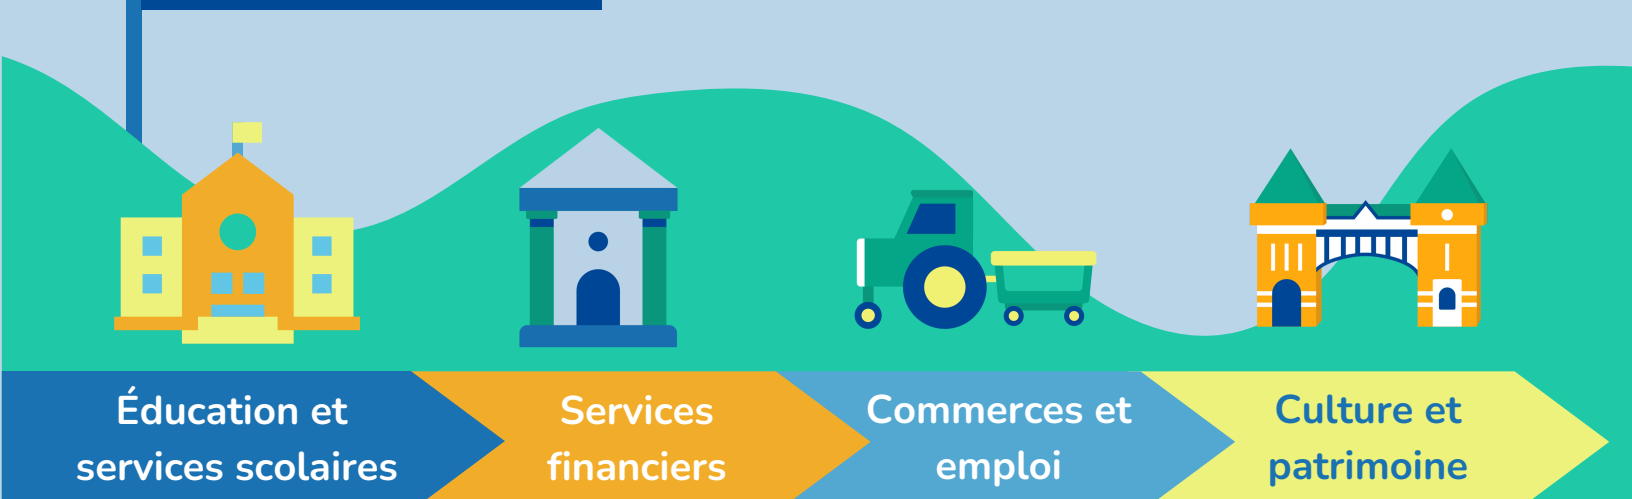 Éducation et
services scolaires
Services
financiers
Commerces et
emploi
Culture et
patrimoine